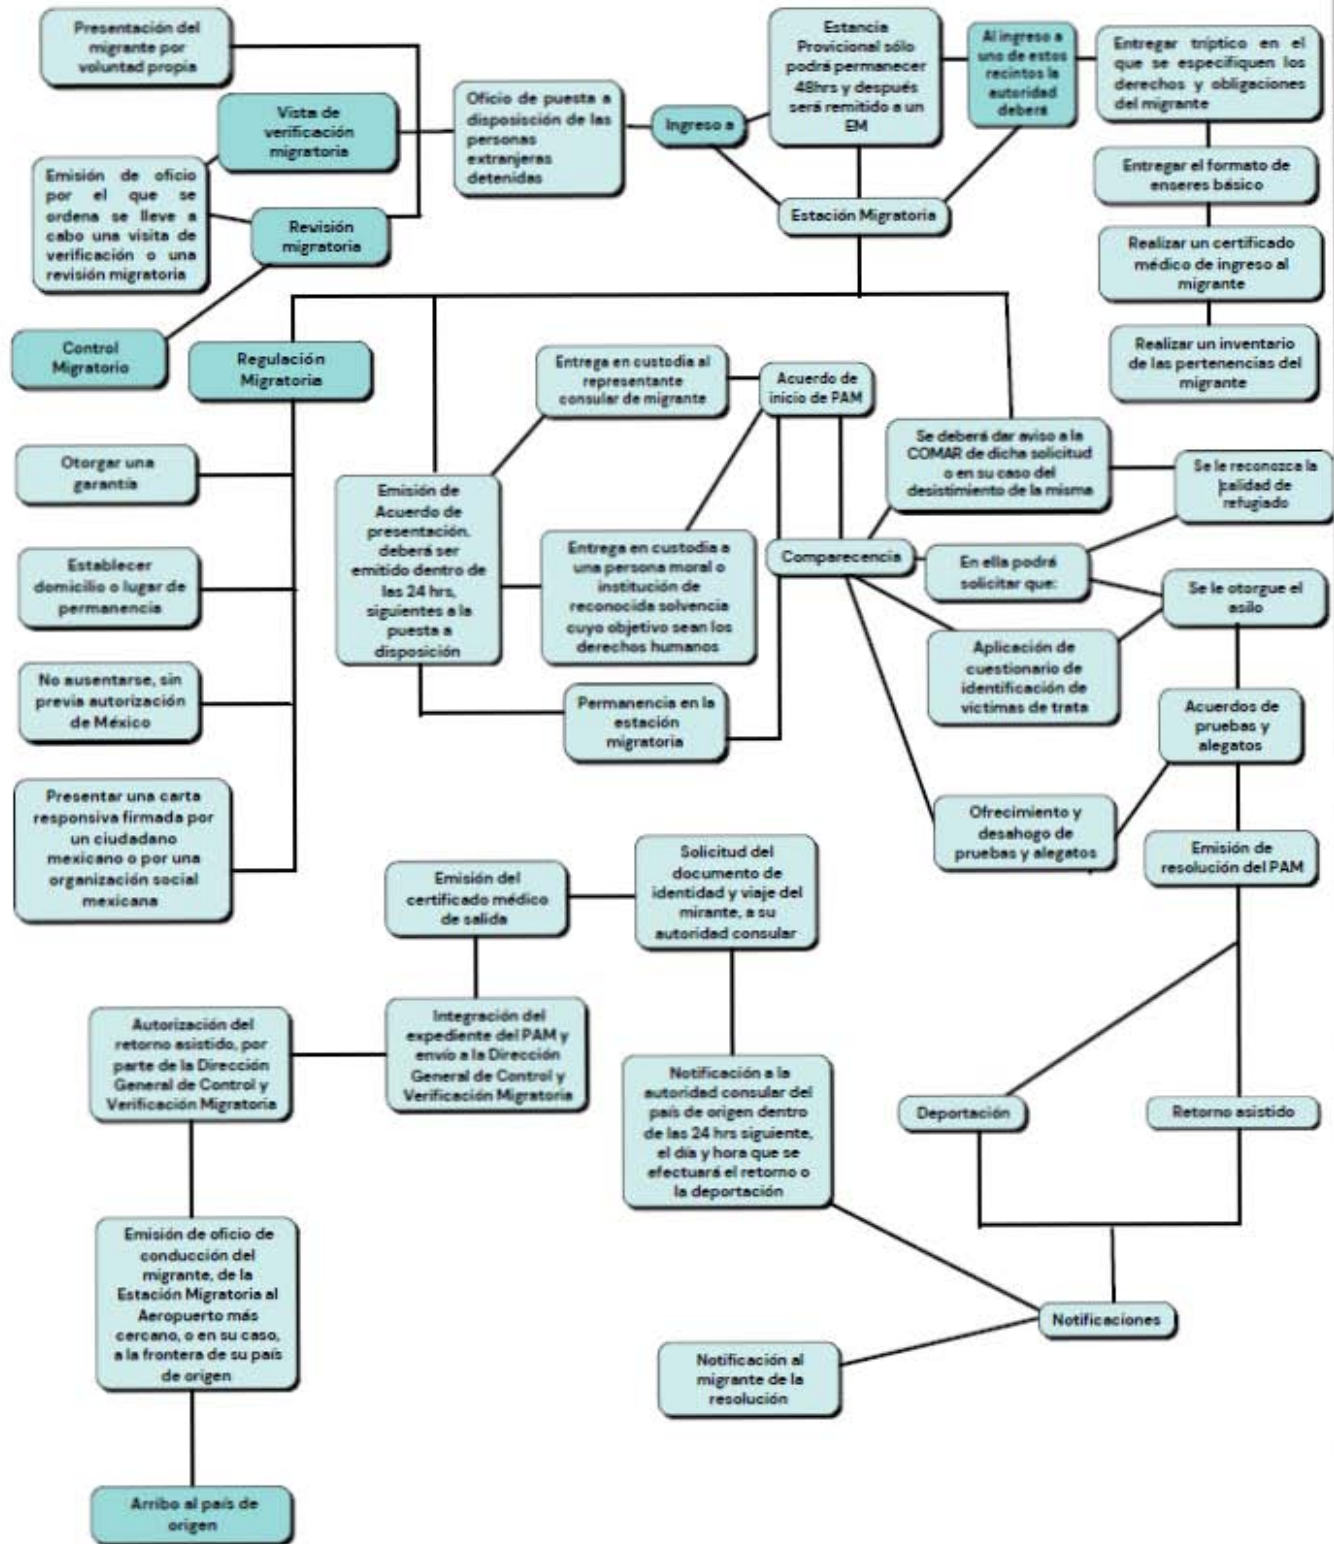 Presentación del
migrante por
voluntad propia
Vista de
verificación
migratoria
Emisión de oficio
por el que se
ordena se lleve a
cabo una visita de
verificación o una
revisión migratoria
Revisión
migratoria
Control
Migratorio
Oficio de puesta a
disposisción de las
personas
extranjeras
detenidas
Ingreso a
Estancia
Provicional sólo
podrá permanecer
48hrs y después
será remitido a un
EM
Estación Migratoria
Al ingreso a
uno de estos
recintos la
autoridad
deberá
Entregar tríptico en el
que se especifiquen los
derechos y obligaciones
del migrante
Entregar el formato de
enseres básico
Realizar un certificado
médico de ingreso al
migrante
Realizar un inventario
de las pertenencias del
migrante
Regulación
Migratoria
Otorgar una
garantía
Establecer
domicilio o lugar de
permanencia
No ausentarse, sin
previa autorización
de México
Presentar una carta
responsiva firmada por
un ciudadano
mexicano o por una
organización social
mexicana
Emisión de
Acuerdo de
presentación.
deberá ser
emitido dentro de
las 24 hrs,
siguientes a la
puesta a
disposición
Entrega en custodia al
representante
consular de migrante
Entrega en custodia a
una persona moral o
institución de
reconocida solvencia
cuyo objetivo sean los
derechos humanos
Permanencia en la
estación
migratoria
Acuerdo de
inicio de PAM
Comparecencia
Se deberá dar aviso a la
COMAR de dicha solicitud
o en su caso del
desistimiento de la misma
En ella podrá
solicitar que:
Se le reconozca la
calidad de
refugiado
Se le otorgue el
asilo
Aplicación de
cuestionario de
identificación de
víctimas de trata
Ofrecimiento y
desahogo de
pruebas y alegatos
Acuerdos de
pruebas y
alegatos
Emisión de
resolución del PAM
Deportación
Retorno asistido
Notificaciones
Notificación al
migrante de la
resolución
Notificación a la
autoridad consular del
país de origen dentro
de las 24 hrs siguiente,
el día y hora que se
efectuará el retorno o
la deportación
Solicitud del
documento de
identidad y viaje del
mirante, a su
autoridad consular
Emisión del
certificado médico
de salida
Integración del
expediente del PAM y
envío a la Dirección
General de Control y
Verificación Migratoria
Autorización del
retorno asistido, por
parte de la Dirección
General de Control y
Verificación Migratoria
Emisión de oficio de
conducción del
migrante, de la
Estación Migratoria al
Aeropuerto más
cercano, o en su caso,
a la frontera de su país
de origen
Arribo al país de
origen